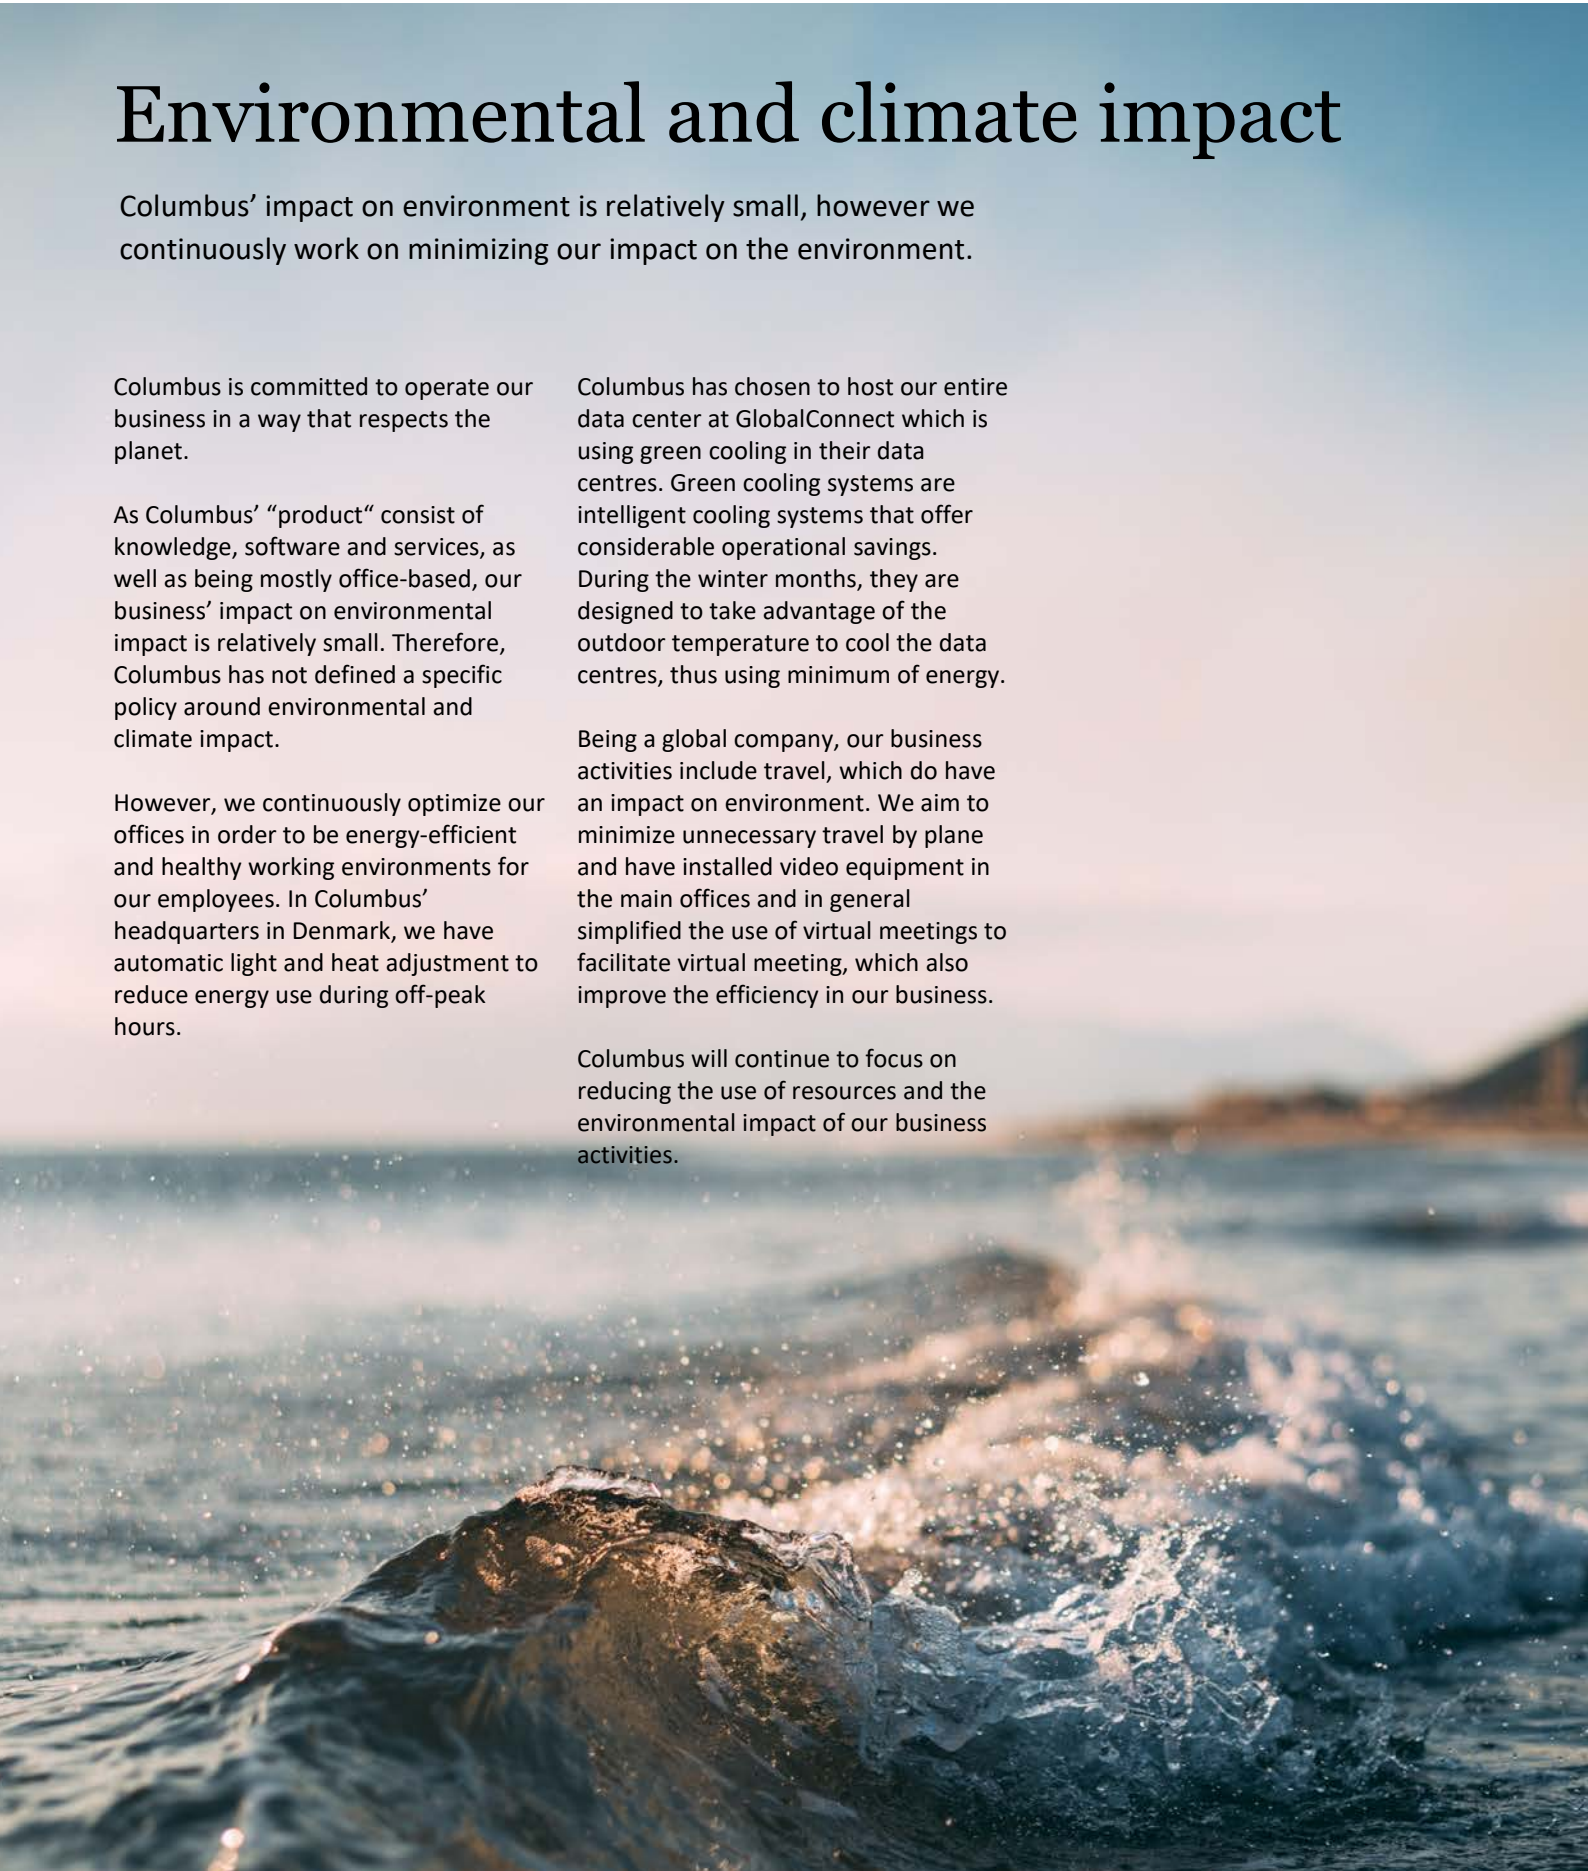 Environmental and climate impact
Columbus’ impact on environment is relatively small, however we
continuously work on minimizing our impact on the environment.
Columbus is committed to operate our
business in a way that respects the
planet.
As Columbus’ “product“ consist of
knowledge, software and services, as
well as being mostly office-based, our
business’ impact on environmental
impact is relatively small. Therefore,
Columbus has not defined a specific
policy around environmental and
climate impact.
However, we continuously optimize our
offices in order to be energy-efficient
and healthy working environments for
our employees. In Columbus’
headquarters in Denmark, we have
automatic light and heat adjustment to
reduce energy use during off-peak
hours.
Columbus has chosen to host our entire
data center at GlobalConnect which is
using green cooling in their data
centres. Green cooling systems are
intelligent cooling systems that offer
considerable operational savings.
During the winter months, they are
designed to take advantage of the
outdoor temperature to cool the data
centres, thus using minimum of energy.
Being a global company, our business
activities include travel, which do have
an impact on environment. We aim to
minimize unnecessary travel by plane
and have installed video equipment in
the main offices and in general
simplified the use of virtual meetings to
facilitate virtual meeting, which also
improve the efficiency in our business.
Columbus will continue to focus on
reducing the use of resources and the
environmental impact of our business
activities.